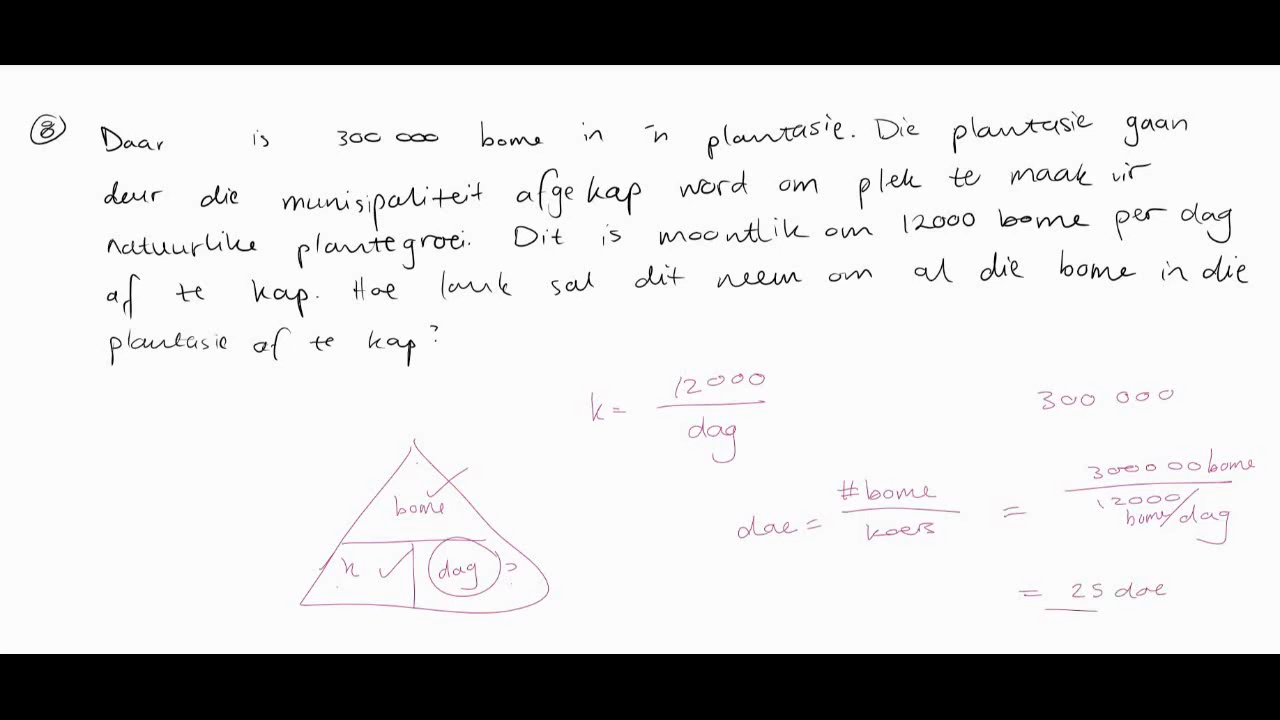 ⑧ Daar is 300 000 bome in 'n plantasie. Die plantasie gaan
deur die munisipaliteit afgekap word om plek te maak vir
natuurlike plantegroei. Dit is moontlik om 12000 bome per dag
af te kap. Hoe lank sal dit neem om al die bome in die
plantasie af te kap?
k = 12000 / dag
300 000
bome ✓
k ✓ dag ?
dae = #bome / koers = 300000 bome / 12000 bome/dag
= 25 dae